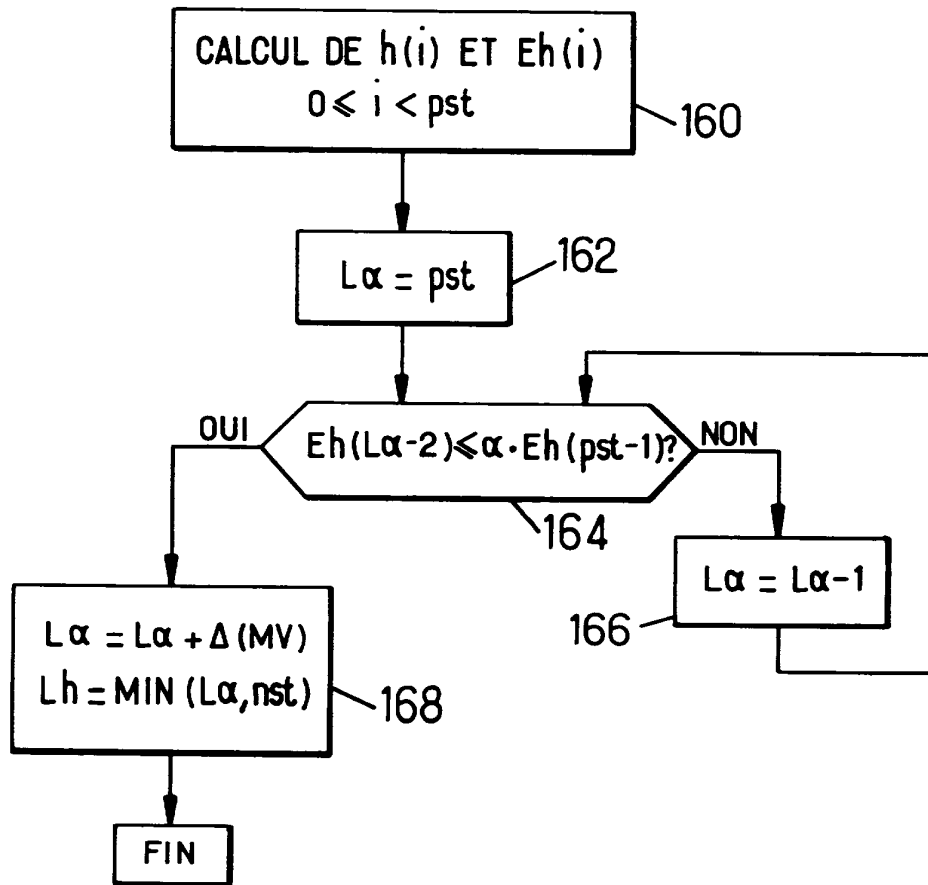 CALCUL DE h(i) ET Eh(i)
0 ⩽ i < pst
160
Lα = pst
162
OUI
Eh(Lα-2)⩽α·Eh(pst-1)?
NON
164
Lα = Lα-1
166
Lα = Lα + Δ(MV)
Lh = MIN (Lα,nst)
168
FIN